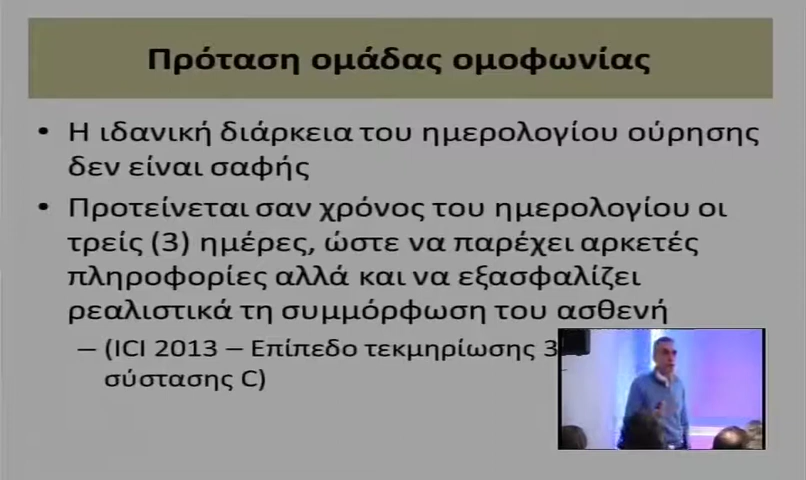 Πρόταση ομάδας ομοφωνίας
• Η ιδανική διάρκεια του ημερολογίου ούρησης
δεν είναι σαφής
• Προτείνεται σαν χρόνος του ημερολογίου οι
τρείς (3) ημέρες, ώστε να παρέχει αρκετές
πληροφορίες αλλά και να εξασφαλίζει
ρεαλιστικά τη συμμόρφωση του ασθενή
– (ICI 2013 – Επίπεδο τεκμηρίωσης 3
σύστασης C)